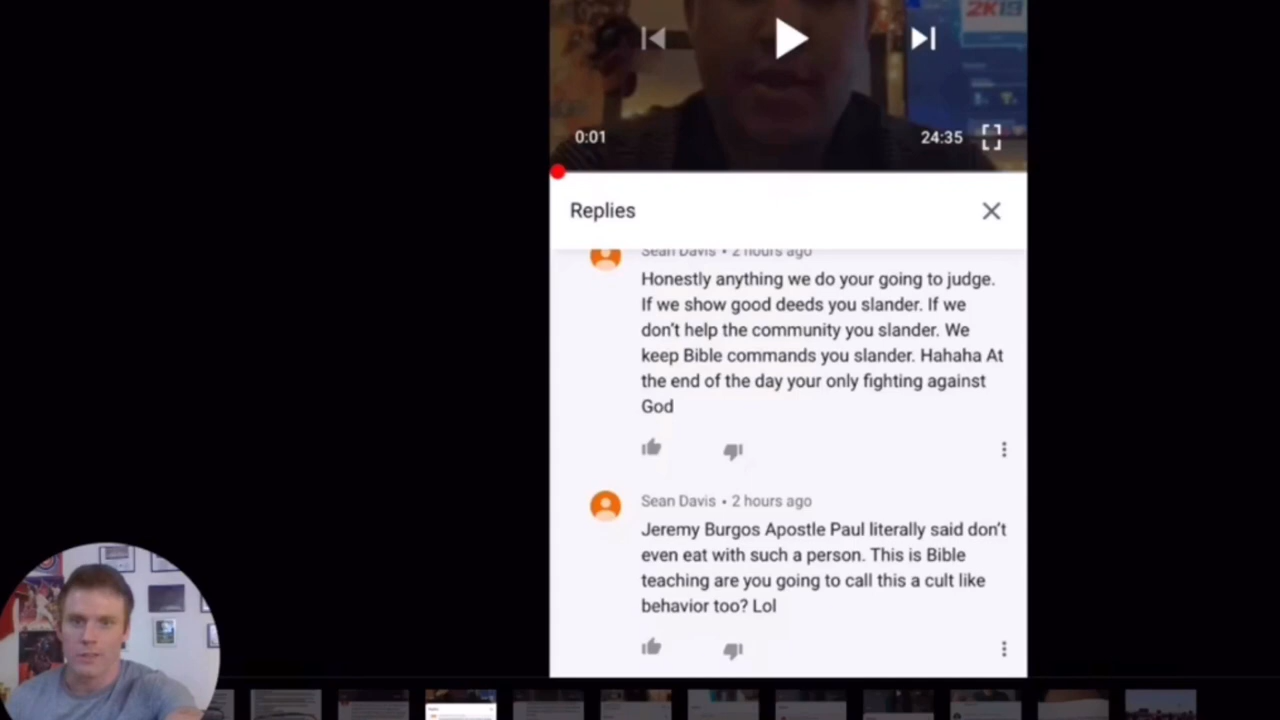 2K19
0:01
24:35
Replies
Sean Davis • 2 hours ago
Honestly anything we do your going to judge.
If we show good deeds you slander. If we
don't help the community you slander. We
keep Bible commands you slander. Hahaha At
the end of the day your only fighting against
God
Sean Davis • 2 hours ago
Jeremy Burgos Apostle Paul literally said don't
even eat with such a person. This is Bible
teaching are you going to call this a cult like
behavior too? Lol